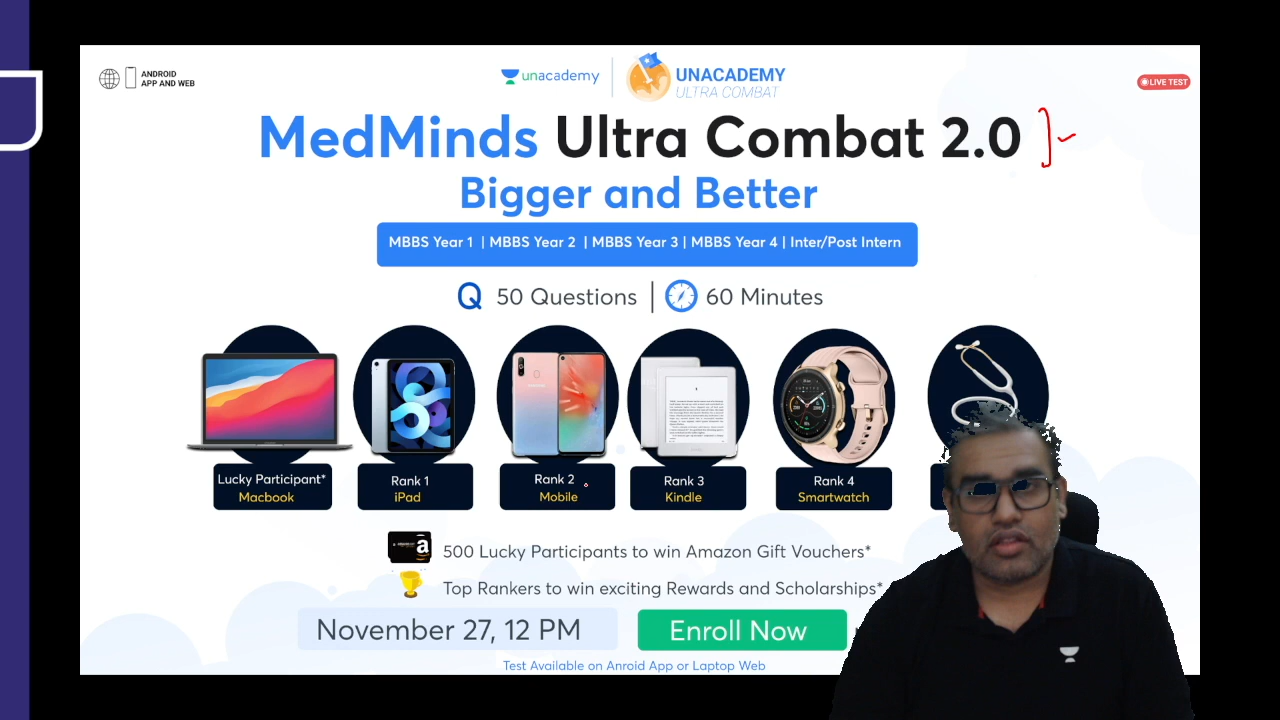 ANDROID
APP AND WEB
unacademy
UNACADEMY
ULTRA COMBAT
LIVE TEST
MedMinds Ultra Combat 2.0
Bigger and Better
MBBS Year 1 | MBBS Year 2 | MBBS Year 3 | MBBS Year 4 | Inter/Post Intern
Q 50 Questions | 60 Minutes
Lucky Participant*
Macbook
Rank 1
iPad
Rank 2
Mobile
Rank 3
Kindle
Rank 4
Smartwatch
500 Lucky Participants to win Amazon Gift Vouchers*
Top Rankers to win exciting Rewards and Scholarships*
November 27, 12 PM
Enroll Now
Test Available on Anroid App or Laptop Web